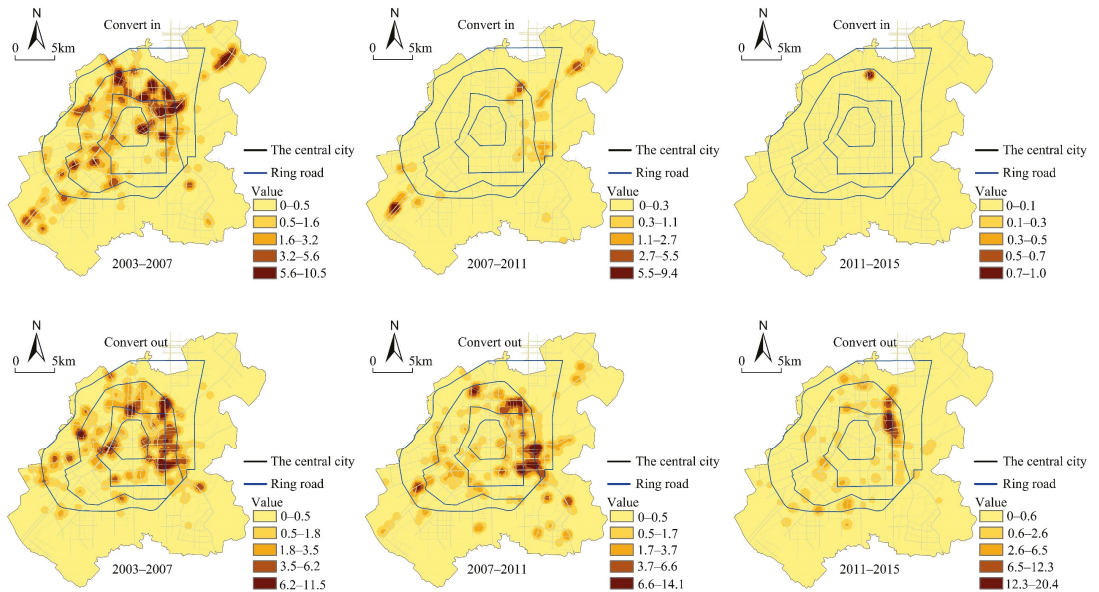 N
Convert in
0 5km
The central city
Ring road
Value
0–0.5
0.5–1.6
1.6–3.2
3.2–5.6
5.6–10.5
2003–2007
N
Convert in
0 5km
The central city
Ring road
Value
0–0.3
0.3–1.1
1.1–2.7
2.7–5.5
5.5–9.4
2007–2011
N
Convert in
0 5km
The central city
Ring road
Value
0–0.1
0.1–0.3
0.3–0.5
0.5–0.7
0.7–1.0
2011–2015
N
Convert out
0 5km
The central city
Ring road
Value
0–0.5
0.5–1.8
1.8–3.5
3.5–6.2
6.2–11.5
2003–2007
N
Convert out
0 5km
The central city
Ring road
Value
0–0.5
0.5–1.7
1.7–3.7
3.7–6.6
6.6–14.1
2007–2011
N
Convert out
0 5km
The central city
Ring road
Value
0–0.6
0.6–2.6
2.6–6.5
6.5–12.3
12.3–20.4
2011–2015